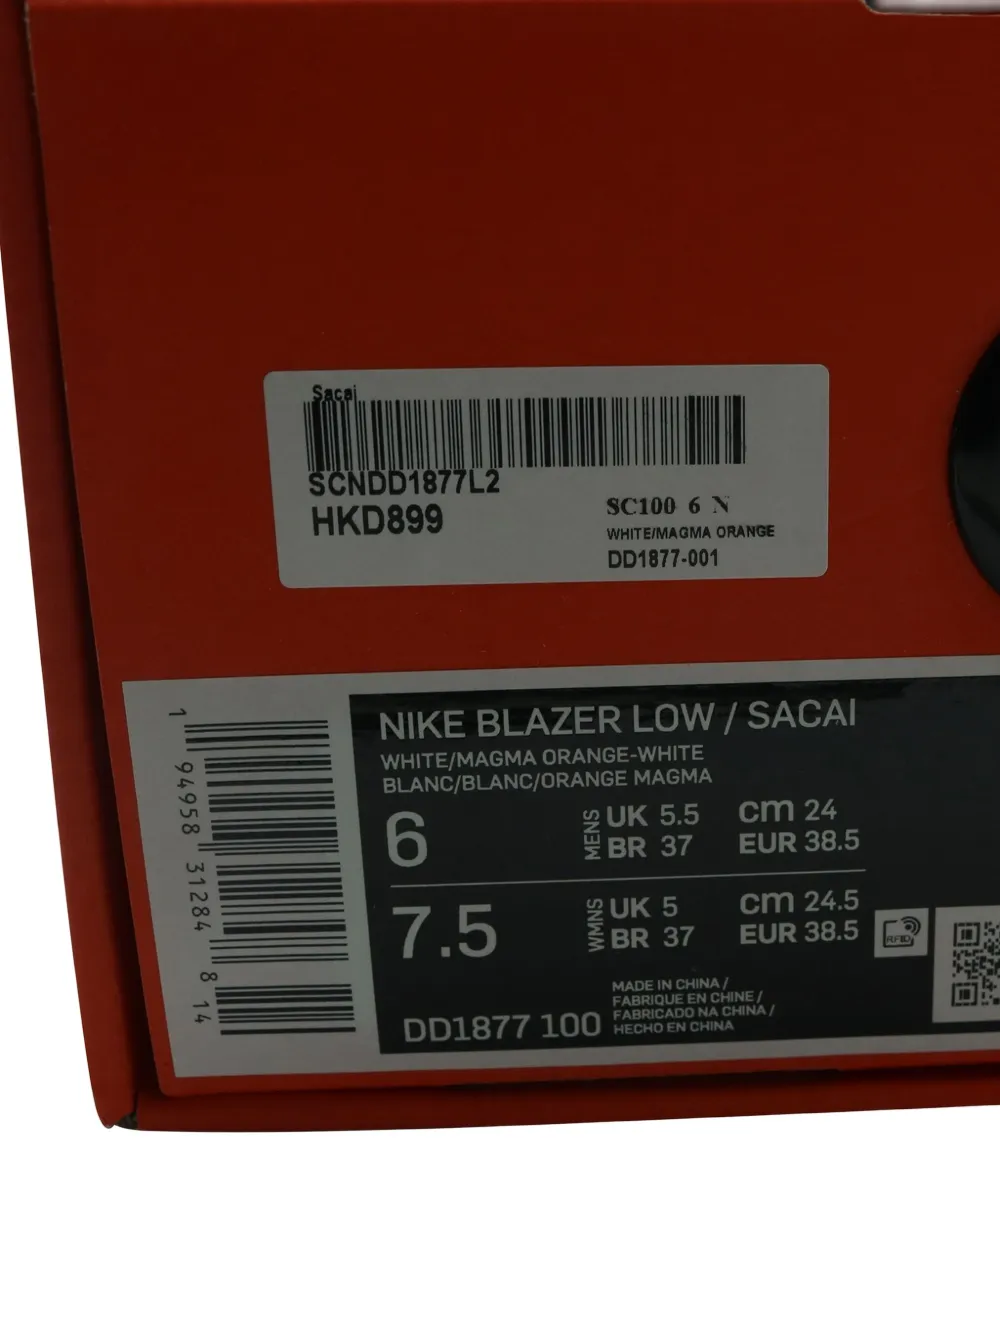 Sacai
SCNDD1877L2
HKD899
SC100 6 N
WHITE/MAGMA ORANGE
DD1877-001
NIKE BLAZER LOW / SACAI
WHITE/MAGMA ORANGE-WHITE
BLANC/BLANC/ORANGE MAGMA
6
MENS
UK 5.5
cm 24
BR 37
EUR 38.5
7.5
WMNS
UK 5
cm 24.5
BR 37
EUR 38.5
RFID
DD1877 100
MADE IN CHINA /
FABRIQUE EN CHINE /
FABRICADO NA CHINA /
HECHO EN CHINA
1 94958 31284 8 14